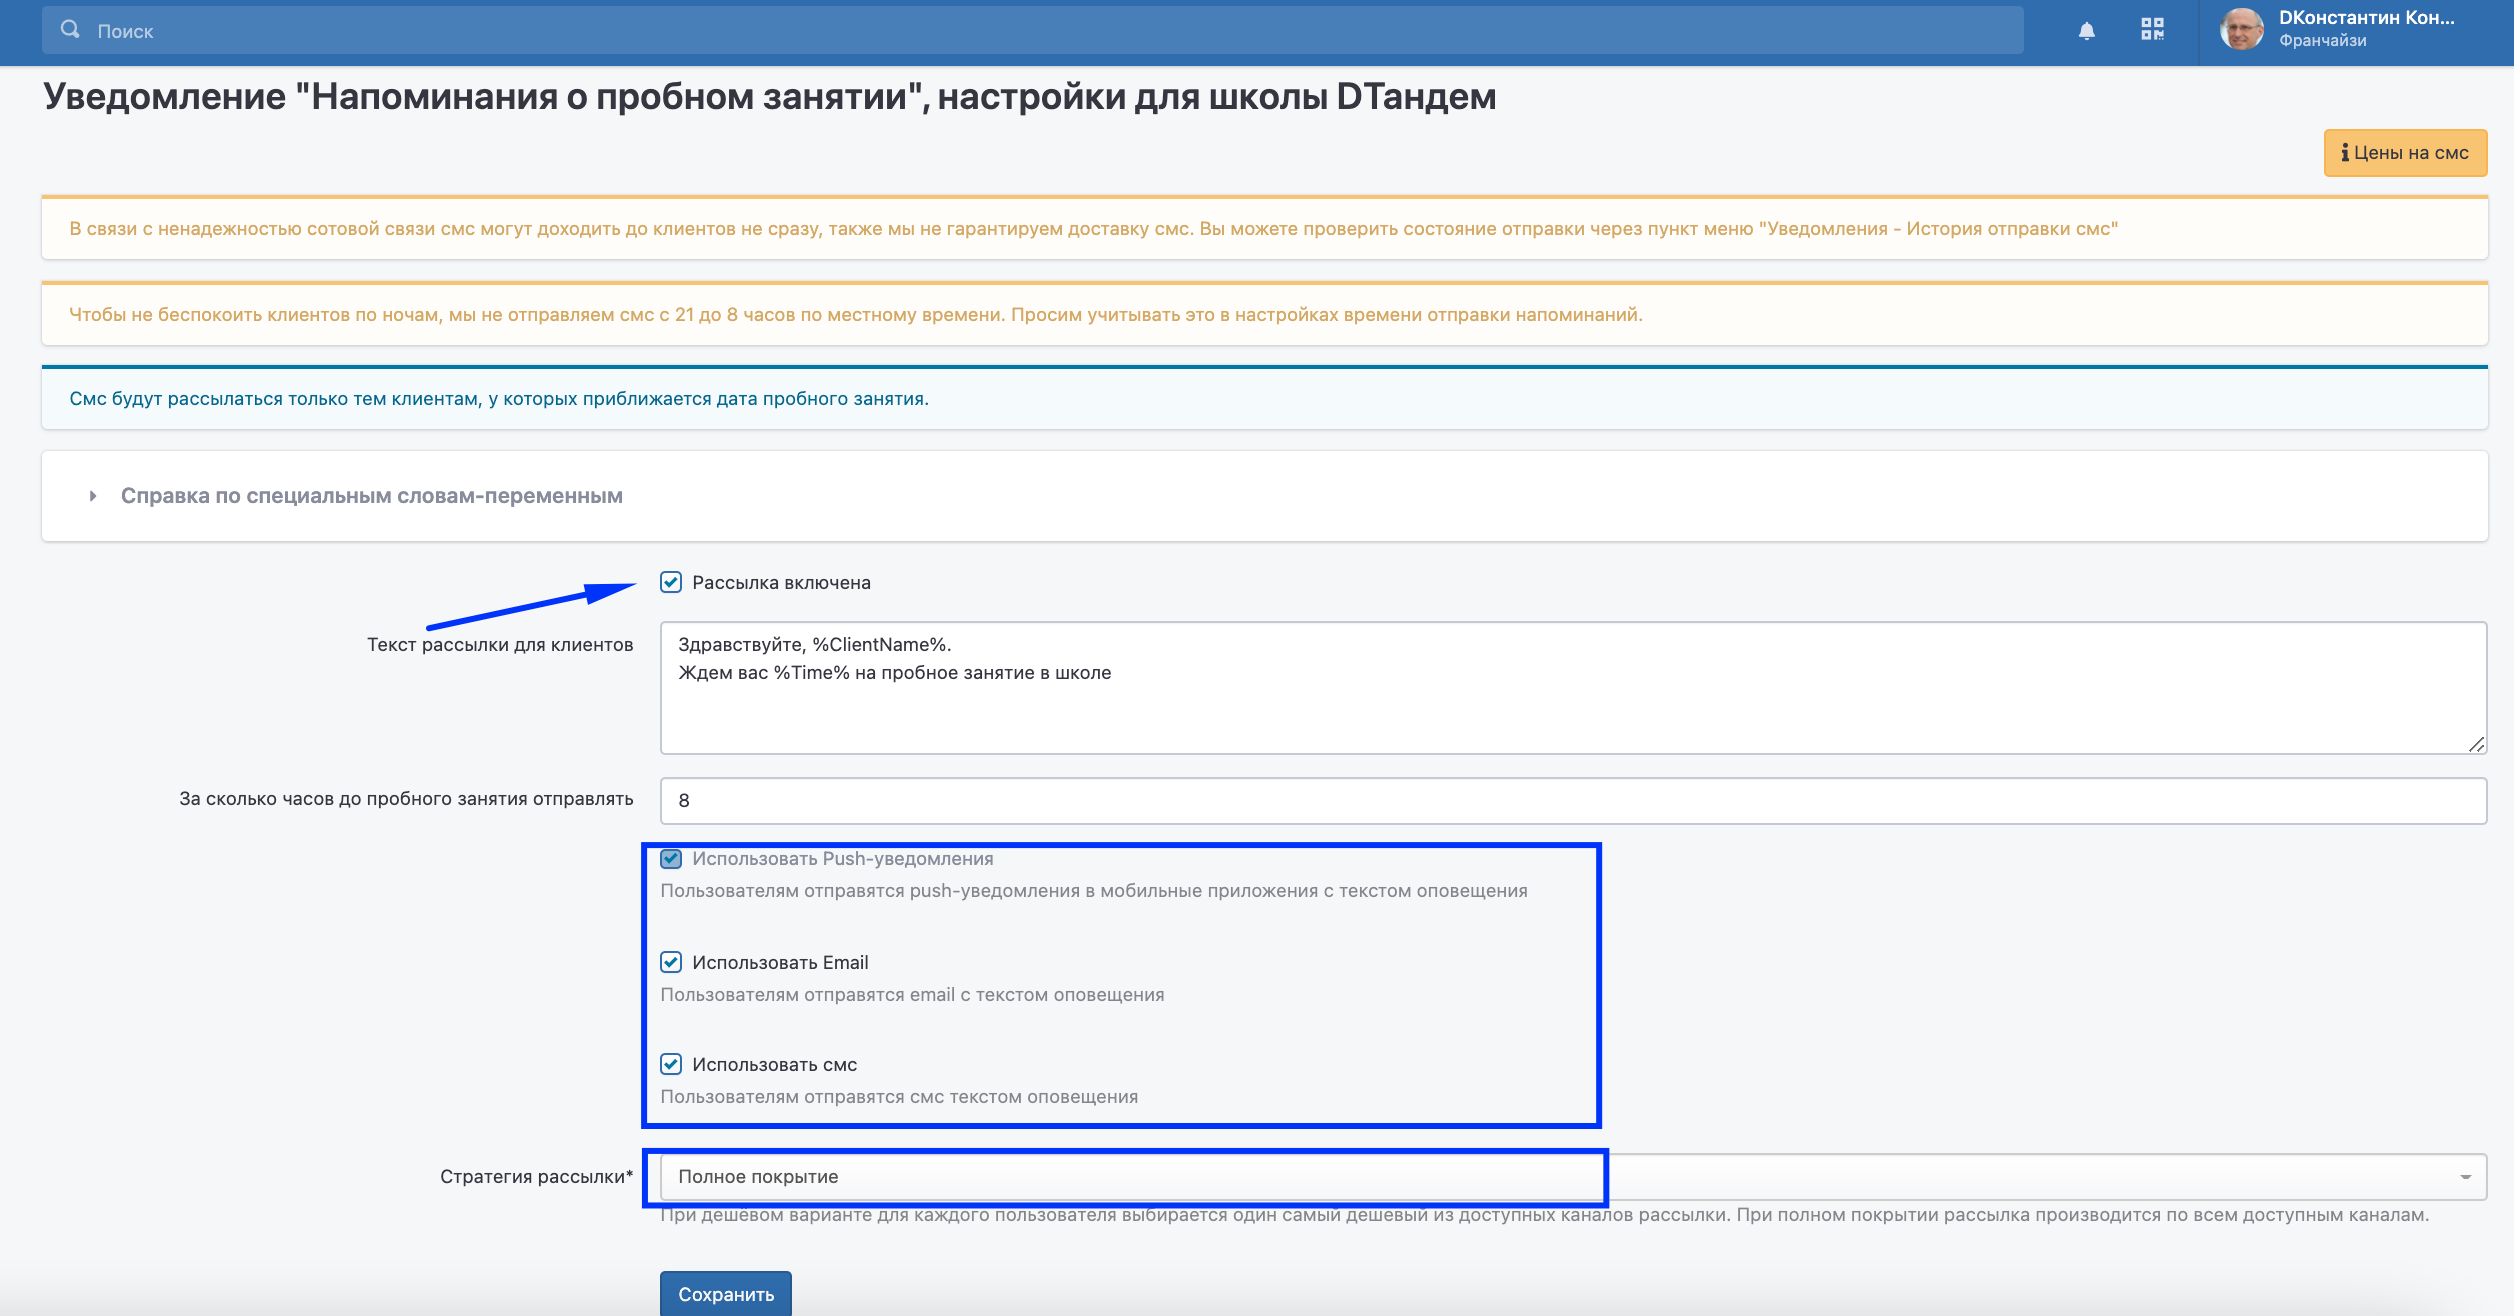 Поиск
DКонстантин Кон...
Франчайзи
Уведомление "Напоминания о пробном занятии", настройки для школы DТандем
Цены на смс
В связи с ненадежностью сотовой связи смс могут доходить до клиентов не сразу, также мы не гарантируем доставку смс. Вы можете проверить состояние отправки через пункт меню "Уведомления - История отправки смс"
Чтобы не беспокоить клиентов по ночам, мы не отправляем смс с 21 до 8 часов по местному времени. Просим учитывать это в настройках времени отправки напоминаний.
Смс будут рассылаться только тем клиентам, у которых приближается дата пробного занятия.
Справка по специальным словам-переменным
Рассылка включена
Текст рассылки для клиентов
Здравствуйте, %ClientName%.
Ждем вас %Time% на пробное занятие в школе
За сколько часов до пробного занятия отправлять
8
Использовать Push-уведомления
Пользователям отправятся push-уведомления в мобильные приложения с текстом оповещения
Использовать Email
Пользователям отправятся email с текстом оповещения
Использовать смс
Пользователям отправятся смс текстом оповещения
Стратегия рассылки*
Полное покрытие
При дешёвом варианте для каждого пользователя выбирается один самый дешевый из доступных каналов рассылки. При полном покрытии рассылка производится по всем доступным каналам.
Сохранить